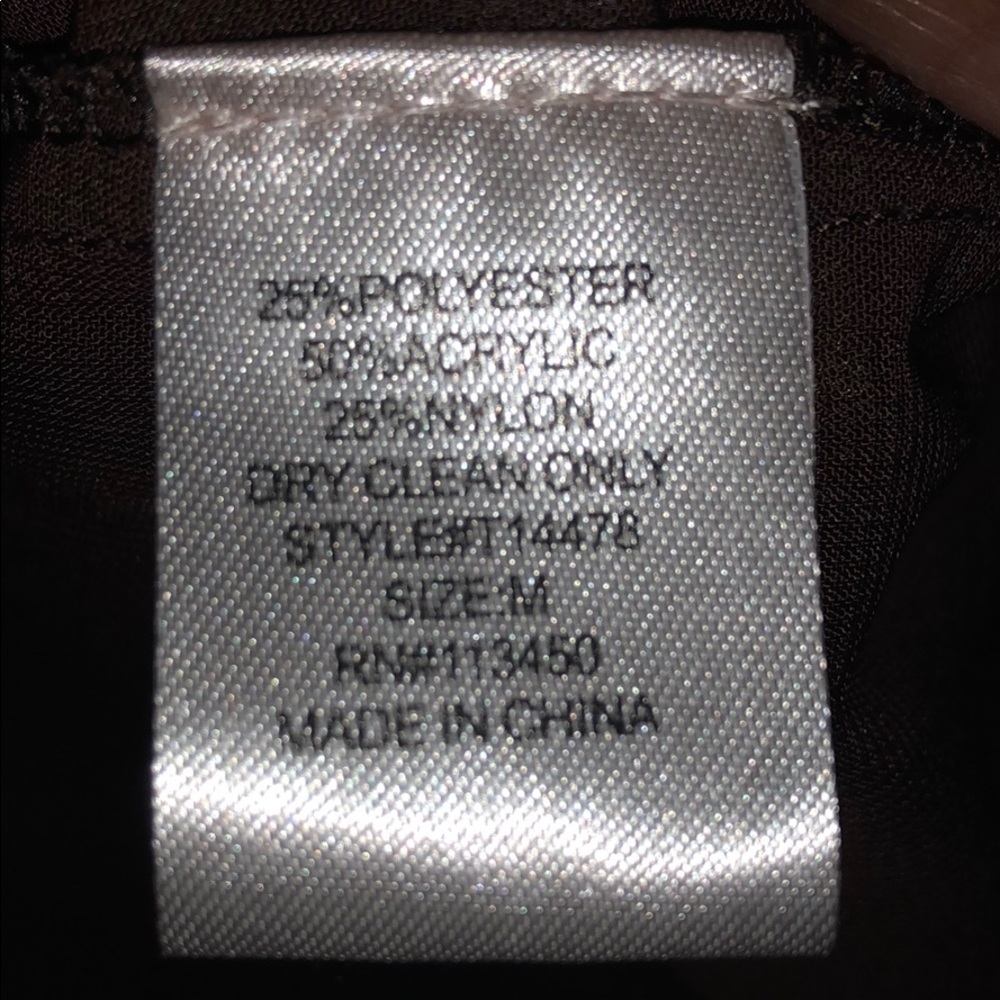 25%POLYESTER
50%ACRYLIC
25%NYLON
DRY CLEAN ONLY
STYLE#T14478
SIZE:M
RN#113450
MADE IN CHINA